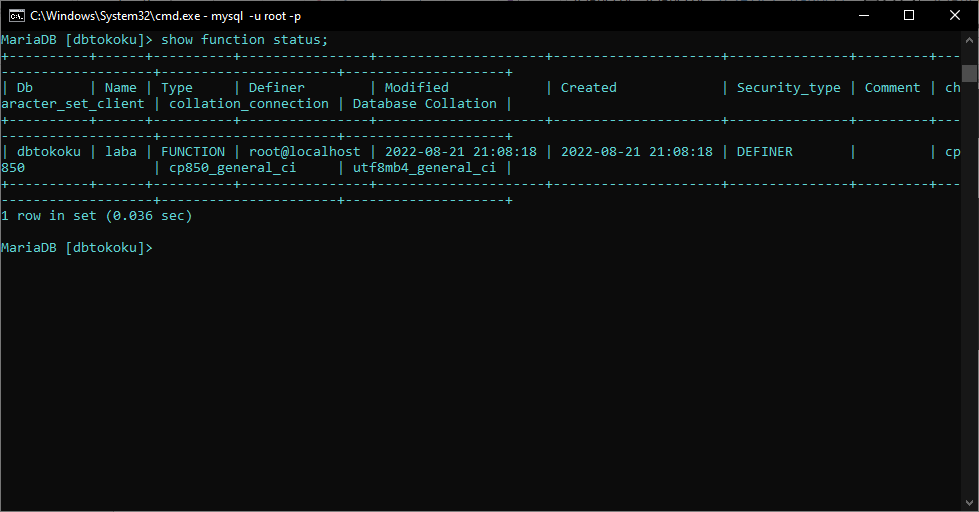 C:\Windows\System32\cmd.exe - mysql  -u root -p
MariaDB [dbtokoku]> show function status;
+----------+------+----------+----------------+---------------------+---------------------+---------------+---------+---
-------------------+----------------------+--------------------+
| Db       | Name | Type     | Definer        | Modified            | Created             | Security_type | Comment | ch
aracter_set_client | collation_connection | Database Collation |
+----------+------+----------+----------------+---------------------+---------------------+---------------+---------+---
-------------------+----------------------+--------------------+
| dbtokoku | laba | FUNCTION | root@localhost | 2022-08-21 21:08:18 | 2022-08-21 21:08:18 | DEFINER       |         | cp
850                | cp850_general_ci     | utf8mb4_general_ci |
+----------+------+----------+----------------+---------------------+---------------------+---------------+---------+---
-------------------+----------------------+--------------------+
1 row in set (0.036 sec)
MariaDB [dbtokoku]>